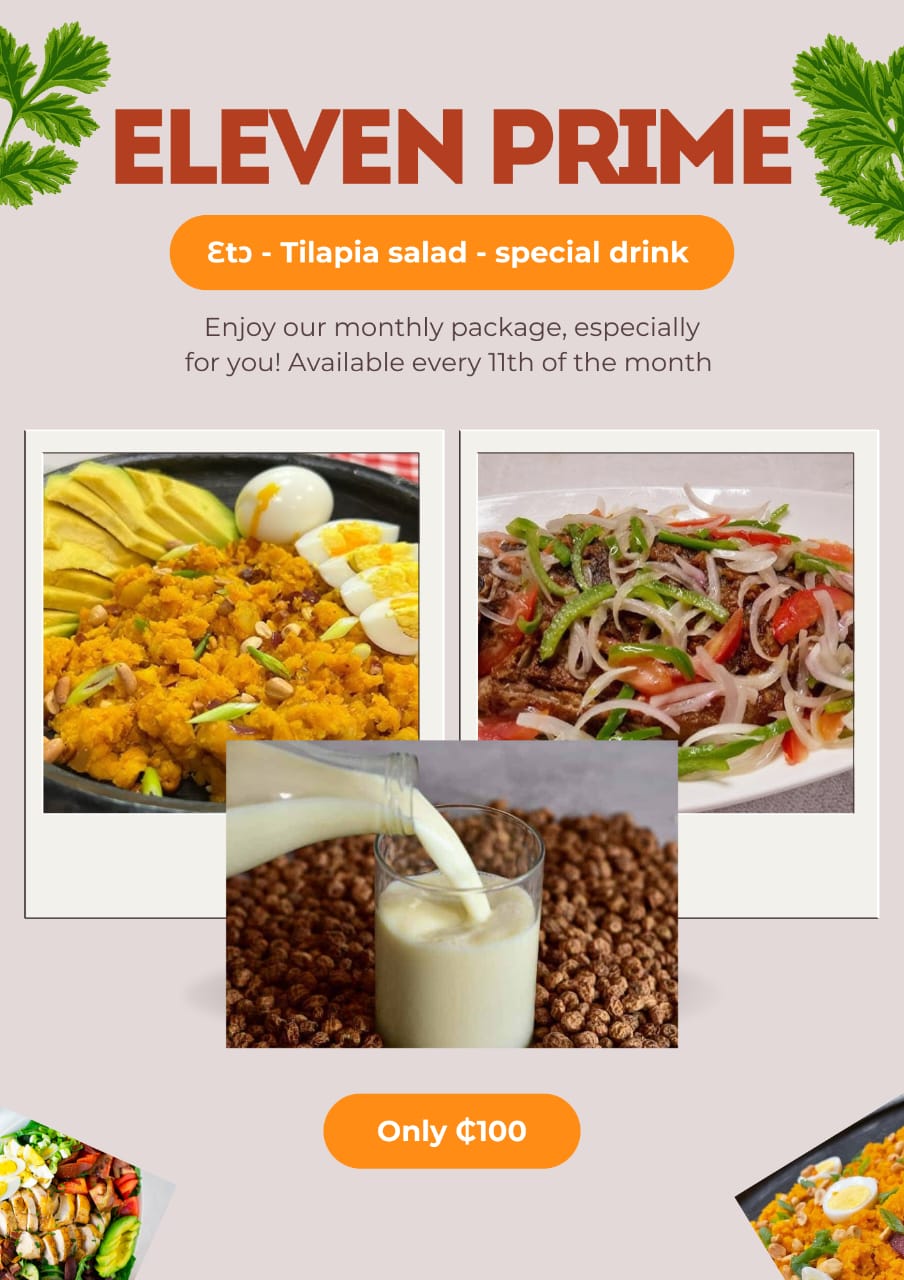 ELEVEN PRIME
Ɛtɔ - Tilapia salad - special drink
Enjoy our monthly package, especially
for you! Available every 11th of the month
Only ₵100